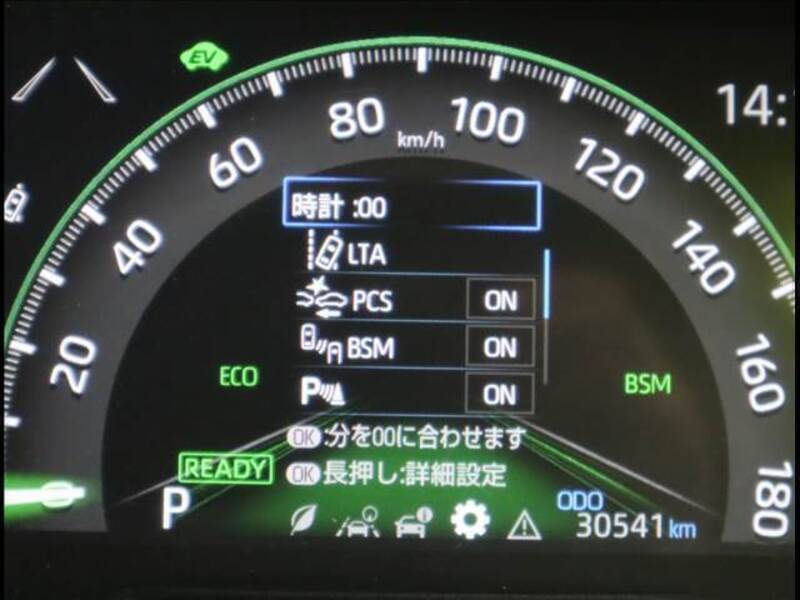 EV
14:
80
100
km/h
60
120
時計 :00
40
140
LTA
PCS ON
20
BSM ON
160
ECO
BSM
P ON
OK :分を00に合わせます
READY
OK 長押し:詳細設定
180
P
ODO
30541 km